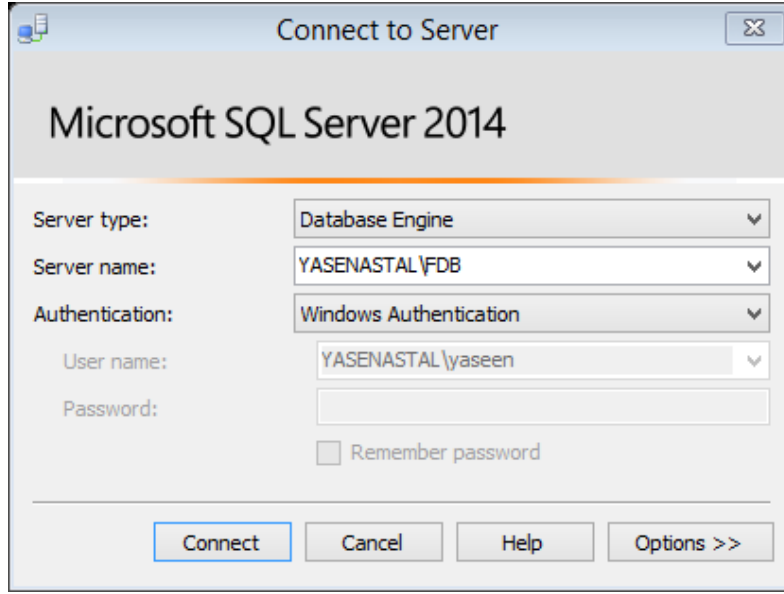 Connect to Server
Microsoft SQL Server 2014
Server type: Database Engine
Server name: YASENASTAL\FDB
Authentication: Windows Authentication
User name: YASENASTAL\yaseen
Password:
Remember password
Connect Cancel Help Options >>